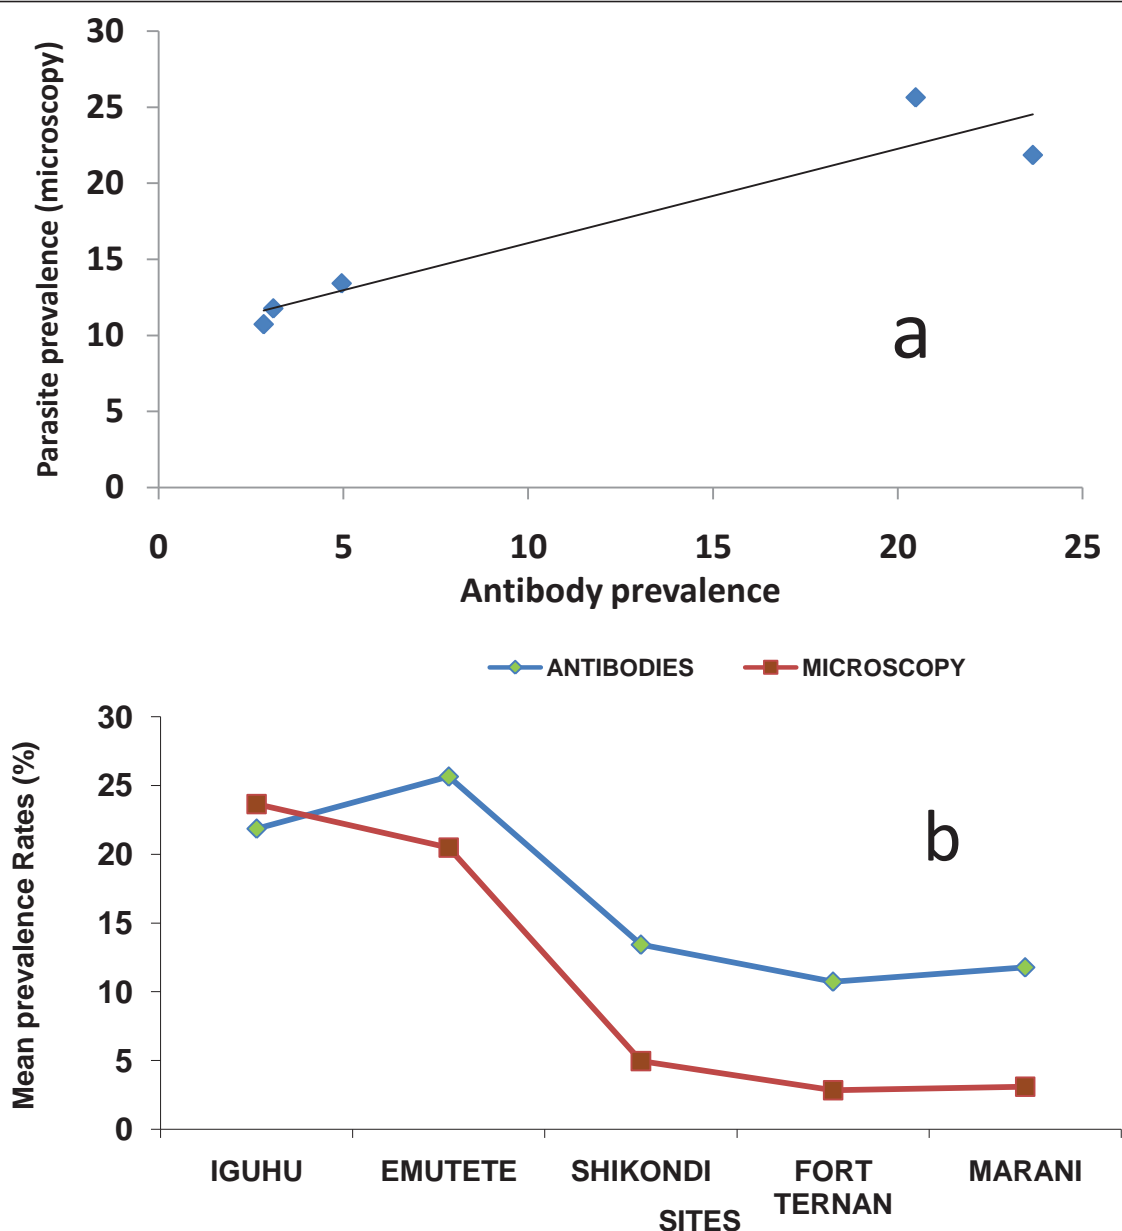 Parasite prevalence (microscopy)
30
25
20
15
10
5
0
0 5 10 15 20 25
Antibody prevalence
a
ANTIBODIES MICROSCOPY
Mean prevalence Rates (%)
30
25
20
15
10
5
0
b
IGUHU EMUTETE SHIKONDI FORT MARANI
TERNAN
SITES